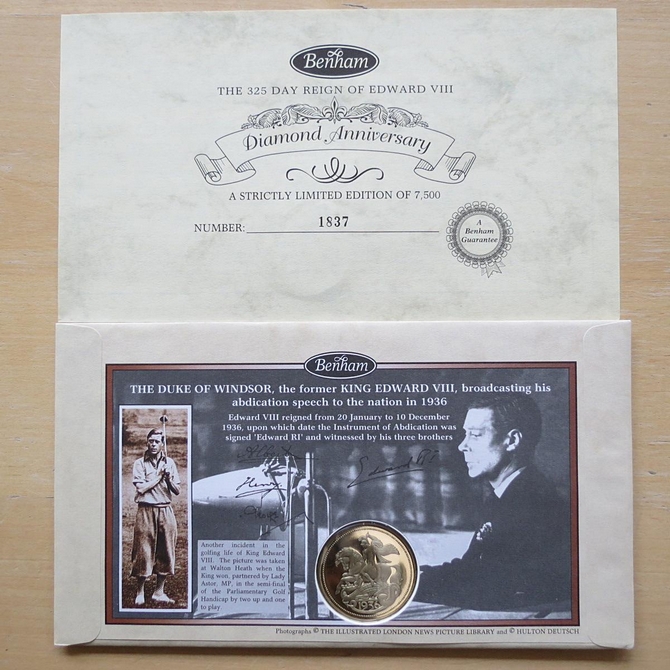 Benham
THE 325 DAY REIGN OF EDWARD VIII
Diamond Anniversary
A STRICTLY LIMITED EDITION OF 7,500
NUMBER: 1837
A
Benham
Guarantee
Benham
THE DUKE OF WINDSOR, the former KING EDWARD VIII, broadcasting his
abdication speech to the nation in 1936
Edward VIII reigned from 20 January to 10 December
1936, upon which date the Instrument of Abdication was
signed 'Edward RI' and witnessed by his three brothers
Albert
Edward RI
Henry
Another incident in the
golfing life of King Edward
VIII. The picture was taken
at Walton Heath when the
King won, partnered by Lady
Astor, MP, in the semi-final
of the Parliamentary Golf
Handicap by two up and one
to play
1936
Photographs © THE ILLUSTRATED LONDON NEWS PICTURE LIBRARY and © HULTON DEUTSCH